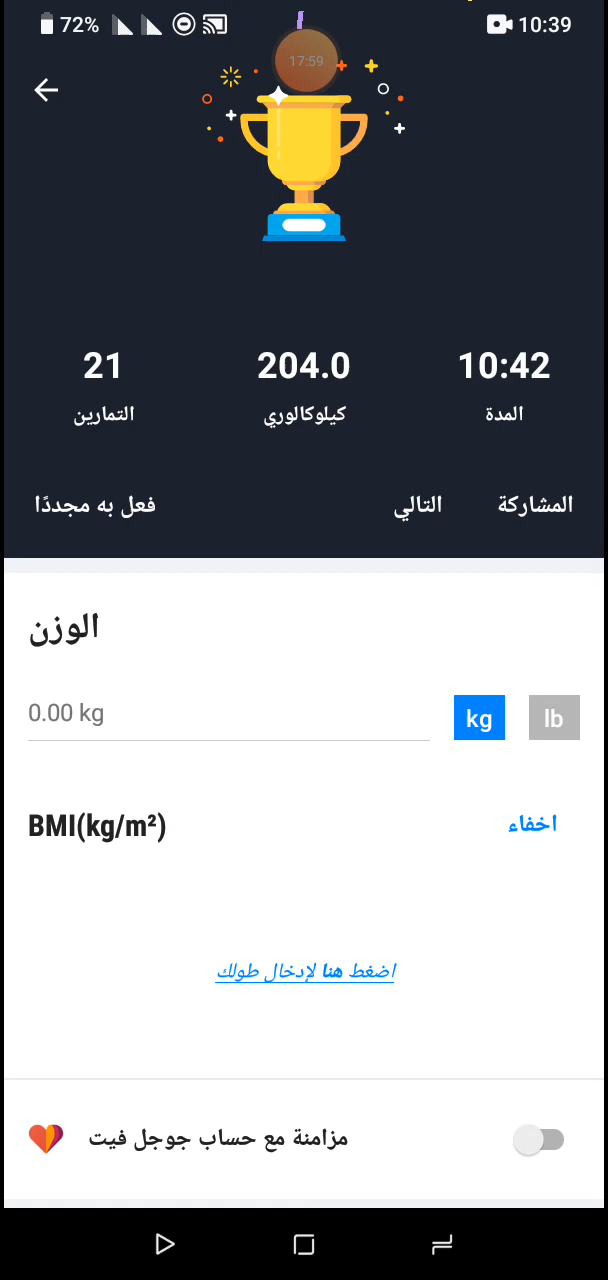 72%
10:39
17:59
21
204.0
10:42
التمارين
كيلوكالوري
المدة
فعل به مجددًا
التالي
المشاركة
الوزن
0.00 kg
kg
lb
BMI(kg/m²)
اخفاء
اضغط هنا لإدخال طولك
مزامنة مع حساب جوجل فيت